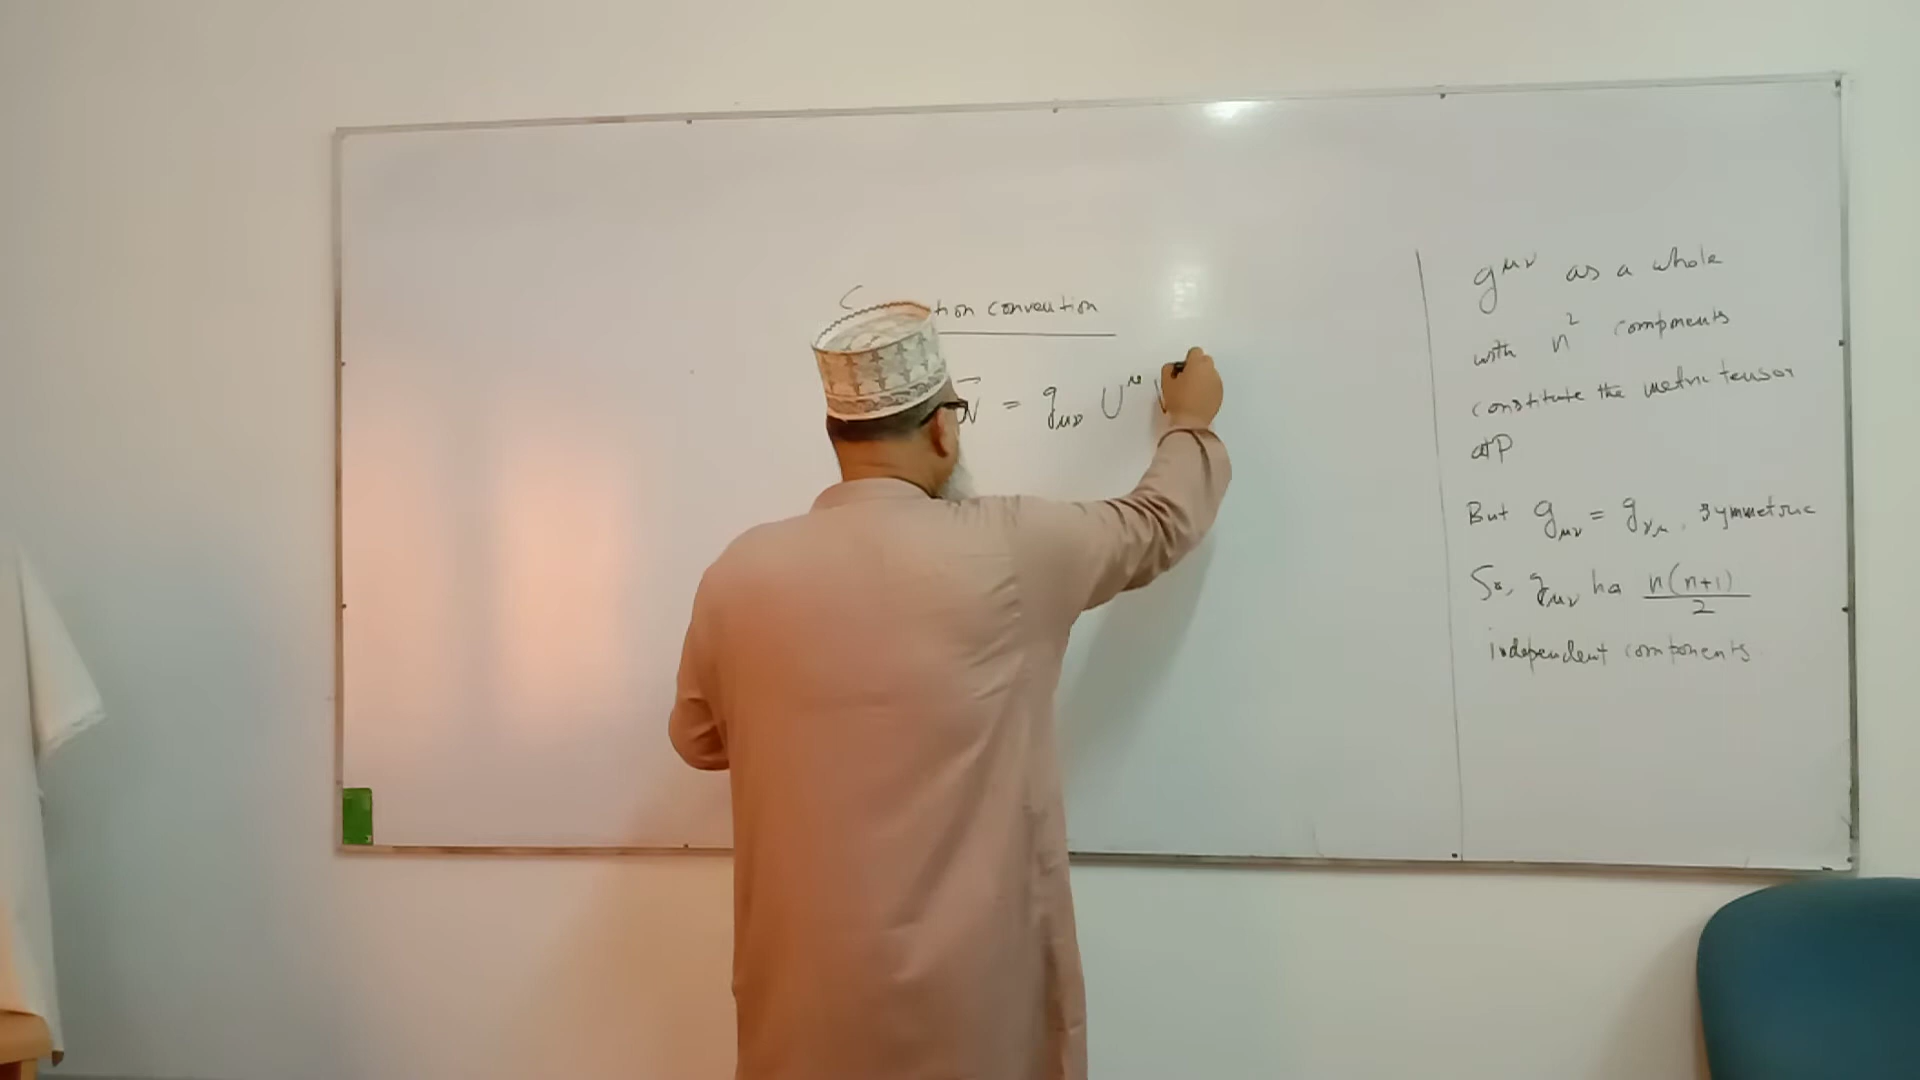 tion convention
V⃗ = g_μν U^μ
g^μν as a whole
with n² components
constitute the metric tensor
at P
But g_μν = g_νμ, symmetric
So, g_μν ha n(n+1)/2
independent components